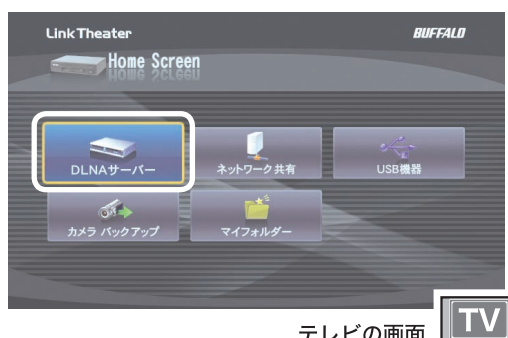 LinkTheater BUFFALO
Home Screen
DLNAサーバー ネットワーク共有 USB機器
カメラ バックアップ マイフォルダー
テレビの画面 TV